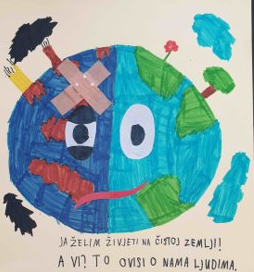 JA ŽELIM ŽIVJETI NA ČISTOJ ZEMLJI!
A VI? TO OVISI O NAMA LJUDIMA.